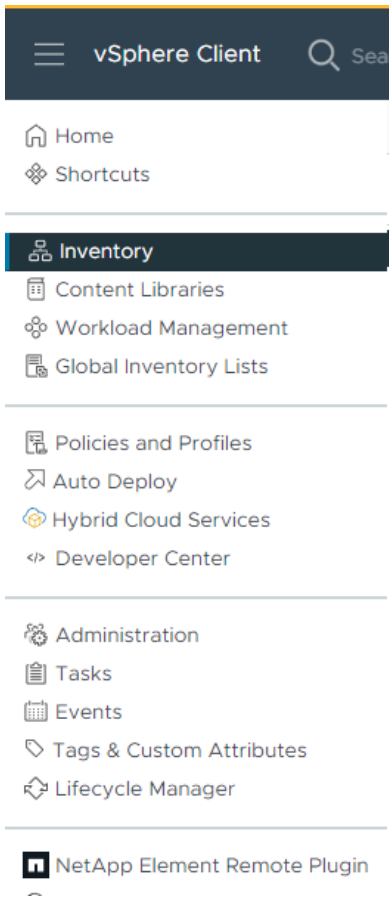 vSphere Client
Sea
Home
Shortcuts
Inventory
Content Libraries
Workload Management
Global Inventory Lists
Policies and Profiles
Auto Deploy
Hybrid Cloud Services
Developer Center
Administration
Tasks
Events
Tags & Custom Attributes
Lifecycle Manager
NetApp Element Remote Plugin